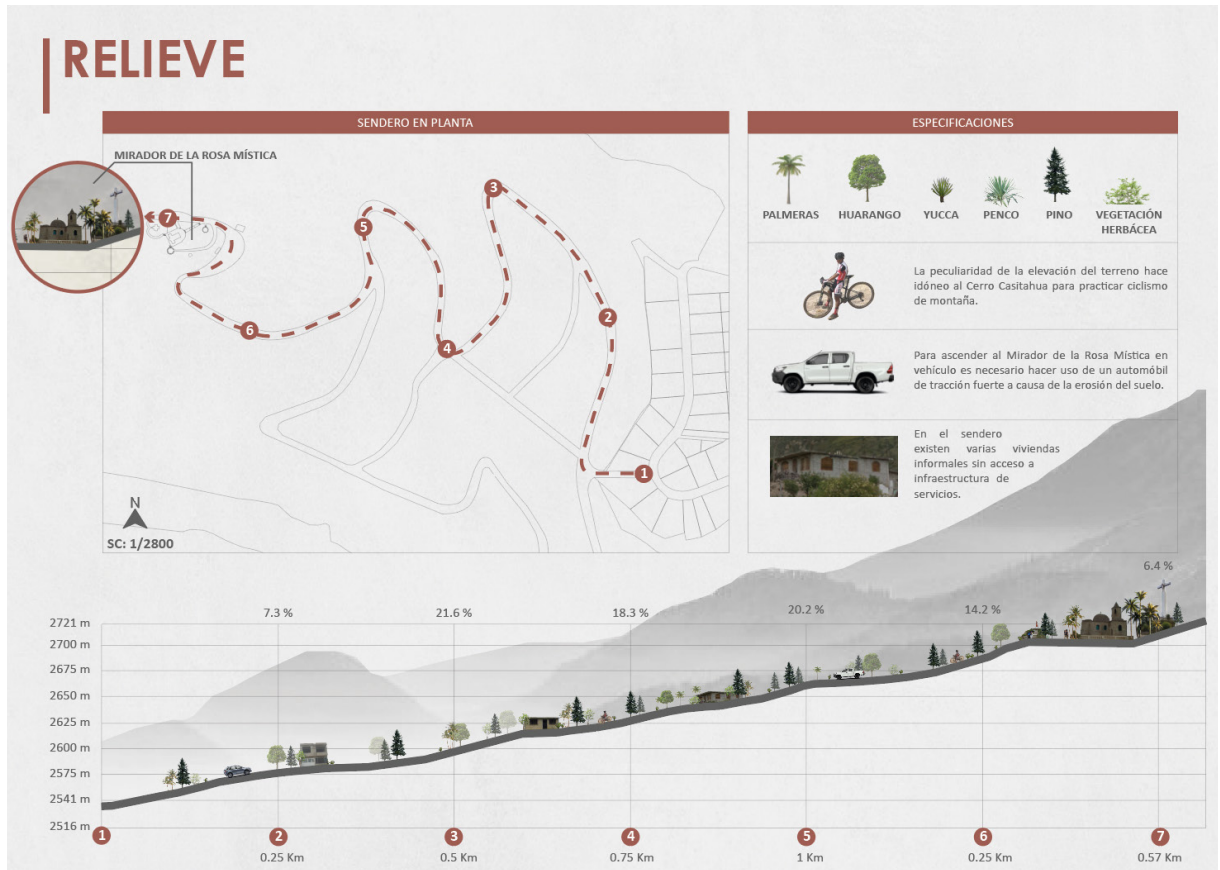 RELIEVE
SENDERO EN PLANTA
MIRADOR DE LA ROSA MÍSTICA
7
3
5
2
6
4
1
N
SC: 1/2800
ESPECIFICACIONES
PALMERAS
HUARANGO
YUCCA
PENCO
PINO
VEGETACIÓN
HERBÁCEA
La peculiaridad de la elevación del terreno hace
idóneo al Cerro Casitahua para practicar ciclismo
de montaña.
Para ascender al Mirador de la Rosa Mística en
vehículo es necesario hacer uso de un automóbil
de tracción fuerte a causa de la erosión del suelo.
En el sendero
existen varias viviendas
informales sin acceso a
infraestructura de
servicios.
7.3 %
21.6 %
18.3 %
20.2 %
14.2 %
6.4 %
2721 m
2700 m
2675 m
2650 m
2625 m
2600 m
2575 m
2541 m
2516 m
1
2
3
4
5
6
7
0.25 Km
0.5 Km
0.75 Km
1 Km
0.25 Km
0.57 Km